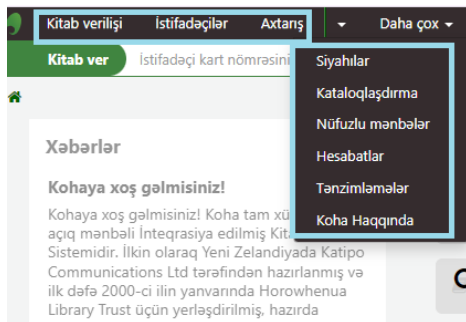 Kitab verilişi İstifadəçilər Axtarış Daha çox
Kitab ver İstifadəçi kart nömrəsini
Siyahılar
Kataloqlaşdırma
Nüfuzlu mənbələr
Hesabatlar
Tənzimləmələr
Koha Haqqında
Xəbərlər
Kohaya xoş gəlmisiniz!
Kohaya xoş gəlmisiniz! Koha tam
açıq mənbəli İnteqrasiya edilmiş
Sistemidir. İlkin olaraq Yeni Zelandiyada Katipo
Communications Ltd tərəfindən hazırlanmış və
ilk dəfə 2000-ci ilin yanvarında Horowhenua
Library Trust üçün yerləşdirilmiş, hazırda